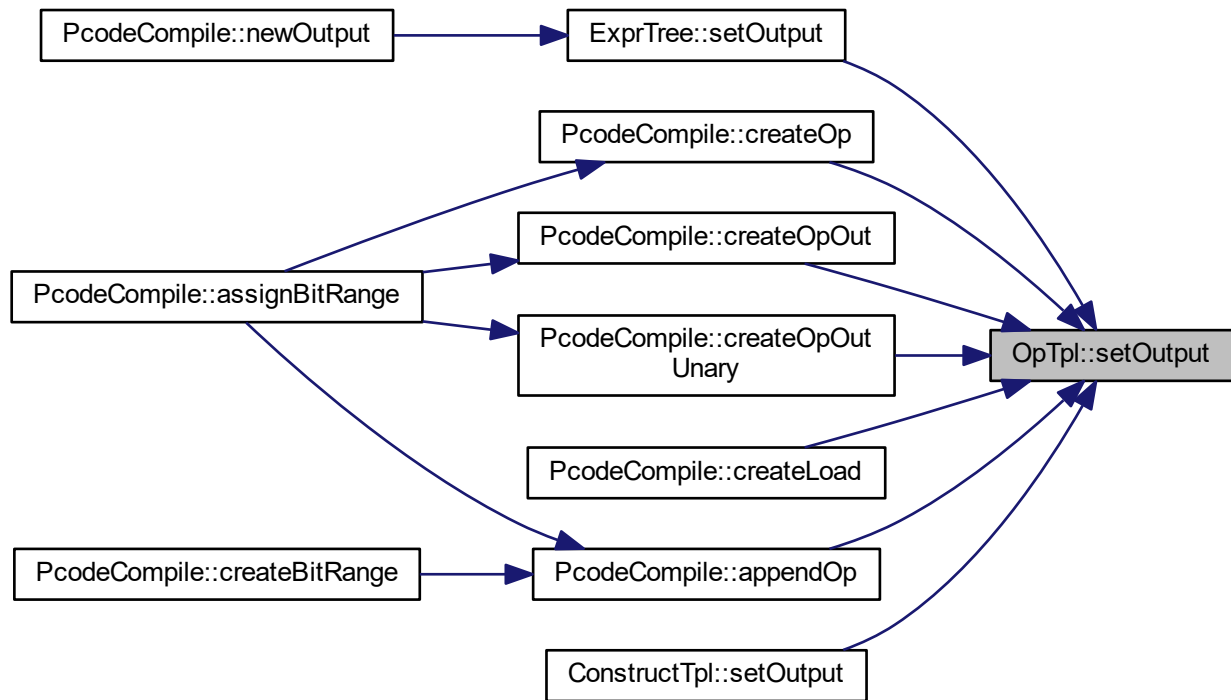 PcodeCompile::newOutput
ExprTree::setOutput
PcodeCompile::createOp
PcodeCompile::createOpOut
PcodeCompile::assignBitRange
PcodeCompile::createOpOut
Unary
OpTpl::setOutput
PcodeCompile::createLoad
PcodeCompile::createBitRange
PcodeCompile::appendOp
ConstructTpl::setOutput